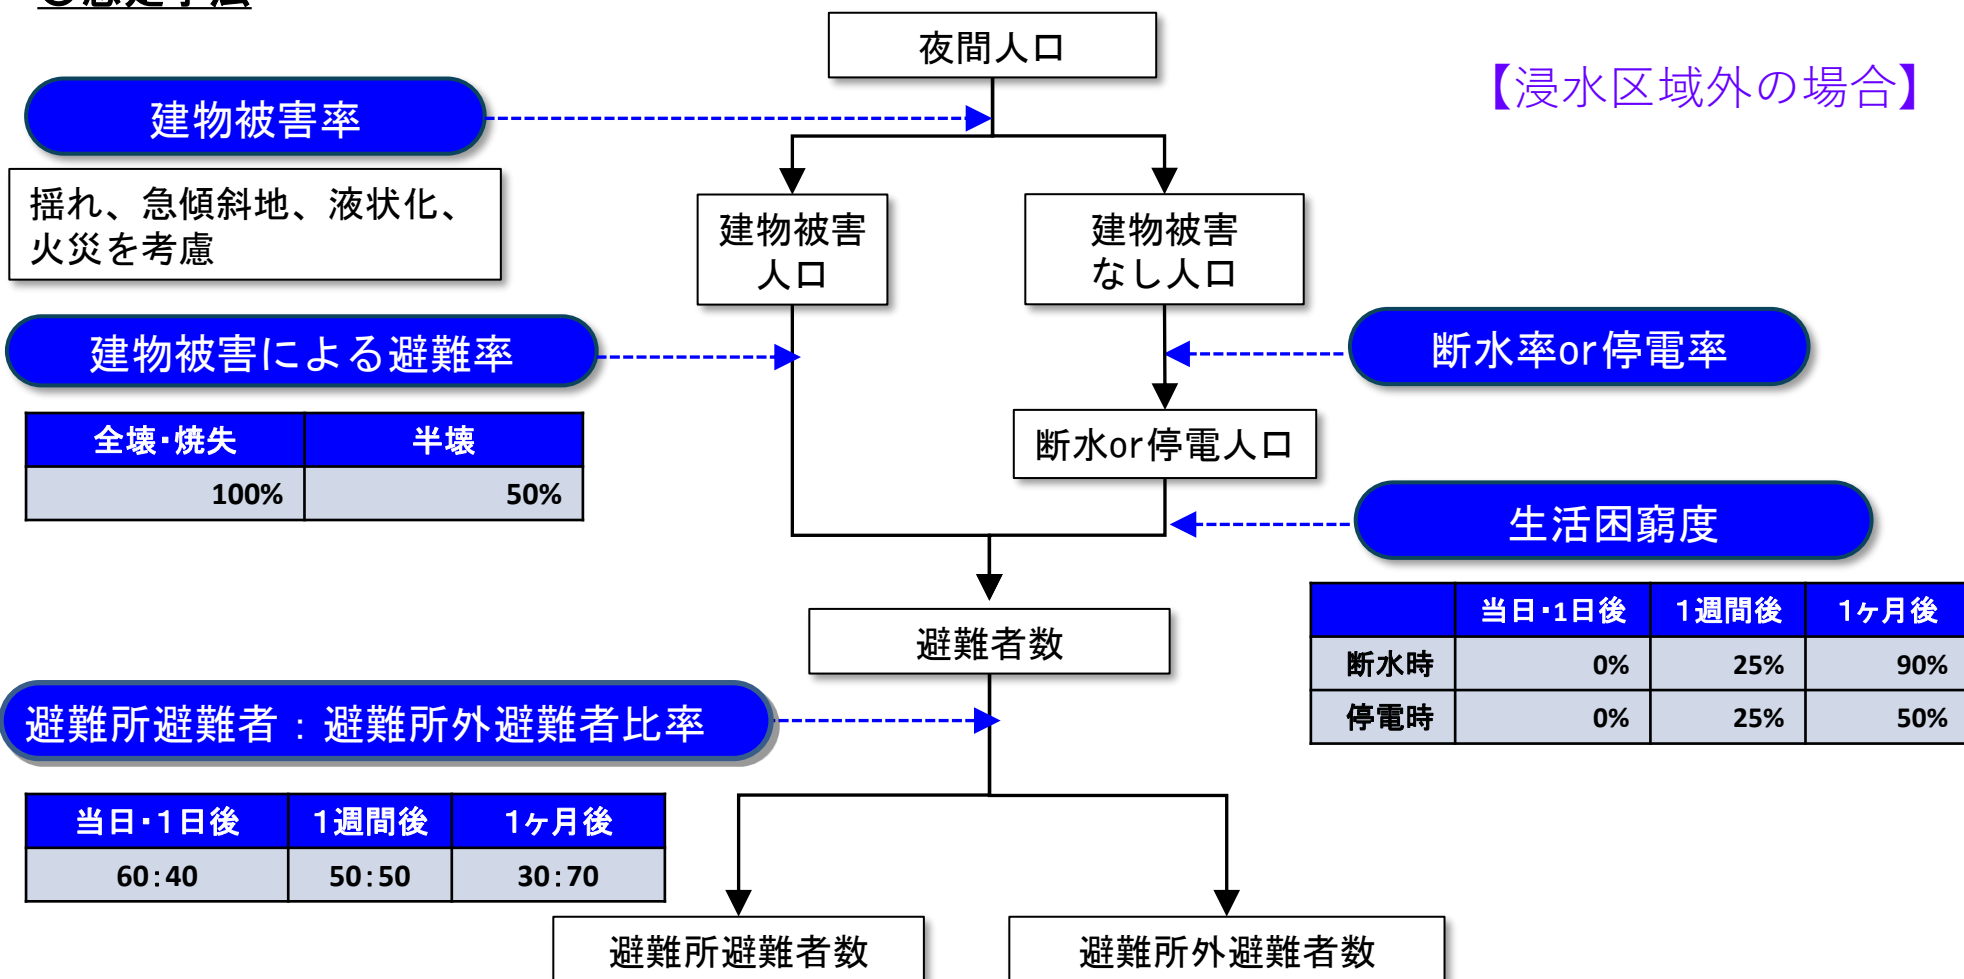 夜間人口
【浸水区域外の場合】
建物被害率
揺れ、急傾斜地、液状化、
火災を考慮
建物被害
人口
建物被害
なし人口
建物被害による避難率
断水率or停電率
全壊・焼失 半壊
100% 50%
断水or停電人口
生活困窮度
当日・1日後 1週間後 1ヶ月後
断水時 0% 25% 90%
停電時 0% 25% 50%
避難者数
避難所避難者：避難所外避難者比率
当日・1日後 1週間後 1ヶ月後
60：40 50：50 30：70
避難所避難者数
避難所外避難者数